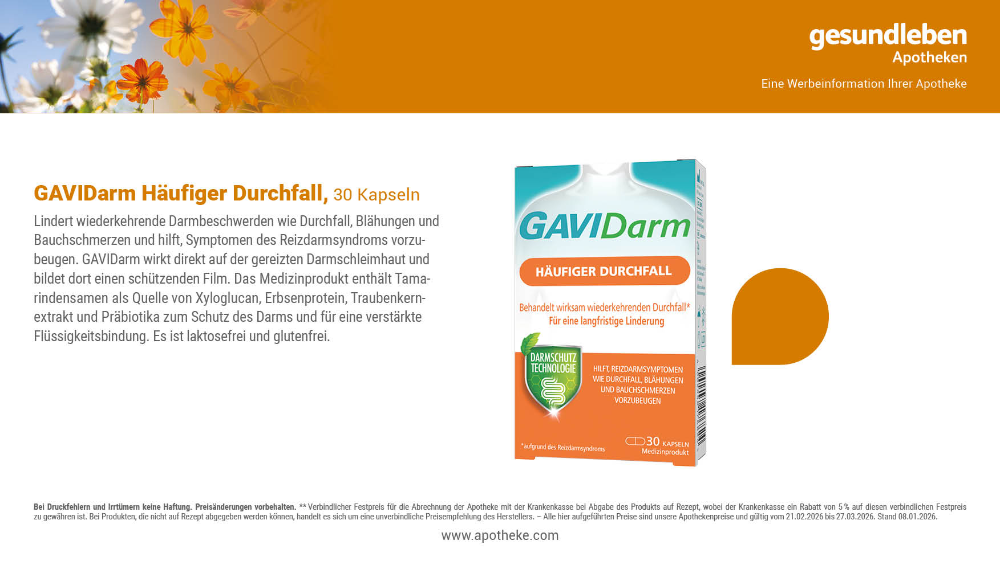 gesundleben
Apotheken
Eine Werbeinformation Ihrer Apotheke
GAVIDarm Häufiger Durchfall, 30 Kapseln
Lindert wiederkehrende Darmbeschwerden wie Durchfall, Blähungen und
Bauchschmerzen und hilft, Symptomen des Reizdarmsyndroms vorzu-
beugen. GAVIDarm wirkt direkt auf der gereizten Darmschleimhaut und
bildet dort einen schützenden Film. Das Medizinprodukt enthält Tama-
rindensamen als Quelle von Xyloglucan, Erbsenprotein, Traubenkern-
extrakt und Präbiotika zum Schutz des Darms und für eine verstärkte
Flüssigkeitsbindung. Es ist laktosefrei und glutenfrei.
GAVIDarm
HÄUFIGER DURCHFALL
Behandelt wirksam wiederkehrenden Durchfall*
Für eine langfristige Linderung
DARMSCHUTZ
TECHNOLOGIE
HILFT, REIZDARMSYMPTOMEN
WIE DURCHFALL, BLÄHUNGEN
UND BAUCHSCHMERZEN
VORZUBEUGEN
*aufgrund des Reizdarmsyndroms
30 KAPSELN
Medizinprodukt
Bei Druckfehlern und Irrtümern keine Haftung. Preisänderungen vorbehalten. ** Verbindlicher Festpreis für die Abrechnung der Apotheke mit der Krankenkasse bei Abgabe des Produkts auf Rezept, wobei der Krankenkasse ein Rabatt von 5 % auf diesen verbindlichen Festpreis
zu gewähren ist. Bei Produkten, die nicht auf Rezept abgegeben werden können, handelt es sich um eine unverbindliche Preisempfehlung des Herstellers. – Alle hier aufgeführten Preise sind unsere Apothekenpreise und gültig vom 21.02.2026 bis 27.03.2026. Stand 08.01.2026.
www.apotheke.com